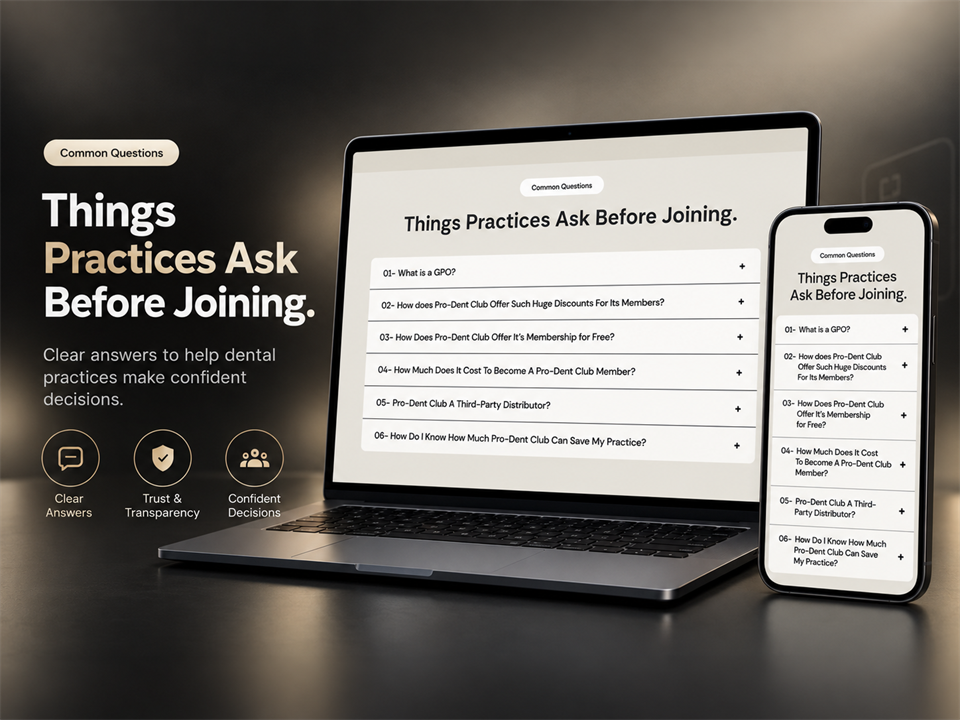 Common Questions
Things
Practices Ask
Before Joining.
Clear answers to help dental
practices make confident
decisions.
Clear
Answers
Trust &
Transparency
Confident
Decisions
Common Questions
Things Practices Ask Before Joining.
01- What is a GPO?
02- How does Pro-Dent Club Offer Such Huge Discounts For Its Members?
03- How Does Pro-Dent Club Offer It's Membership for Free?
04- How Much Does It Cost To Become A Pro-Dent Club Member?
05- Pro-Dent Club A Third-Party Distributor?
06- How Do I Know How Much Pro-Dent Club Can Save My Practice?
Common Questions
Things Practices
Ask Before Joining.
01- What is a GPO?
02- How does Pro-Dent Club
Offer Such Huge Discounts
For Its Members?
03- How Does Pro-Dent Club
Offer It's Membership
for Free?
04- How Much Does It Cost
To Become A Pro-Dent Club
Member?
05- Pro-Dent Club A Third-
Party Distributor?
06- How Do I Know How Much
Pro-Dent Club Can Save
My Practice?